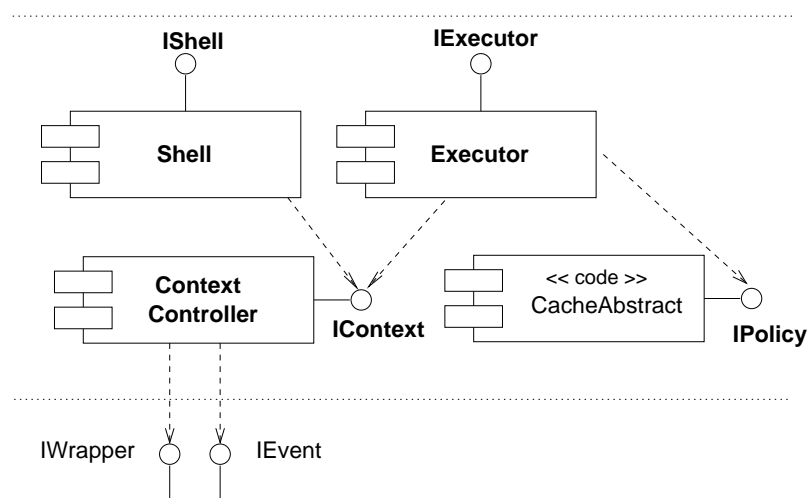 IShell
IExecutor
Shell
Executor
Context
Controller
IContext
<< code >>
CacheAbstract
IPolicy
IWrapper
IEvent